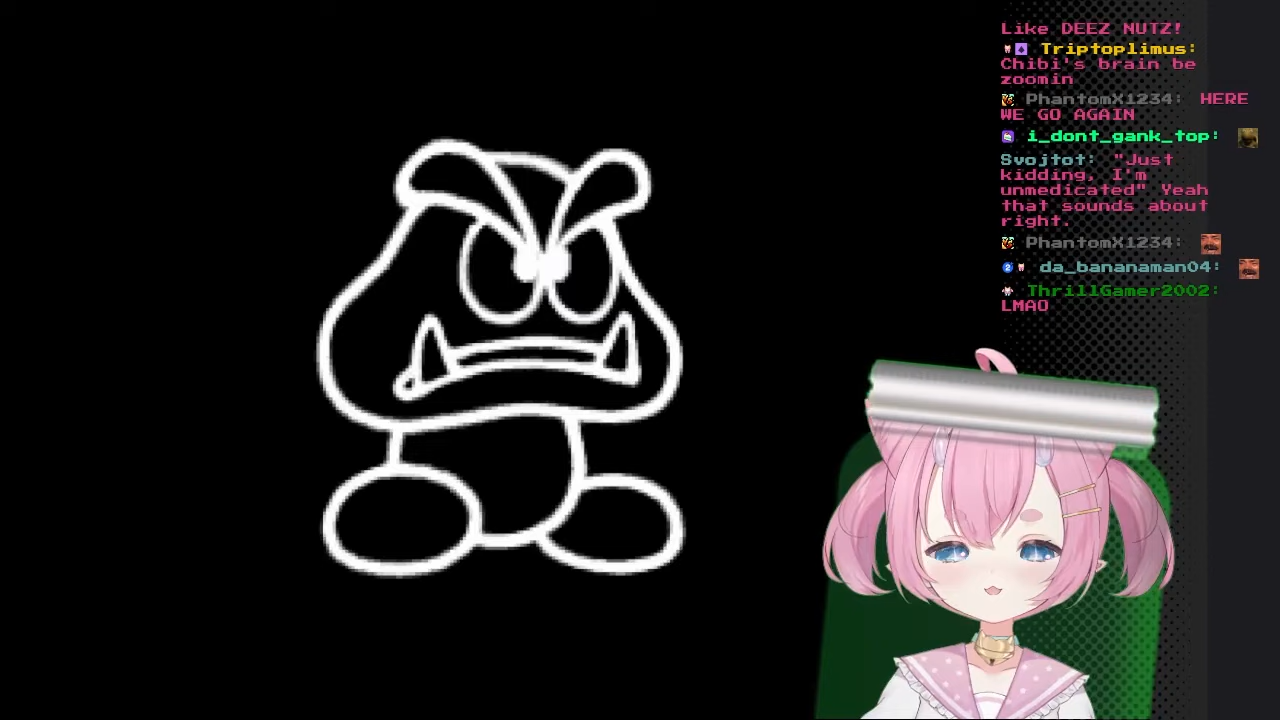 Like DEEZ NUTZ!
Triptoplimus:
Chibi's brain be
zoomin
PhantomX1234: HERE
WE GO AGAIN
i_dont_gank_top:
Svojtot: "Just
kidding, I'm
unmedicated" Yeah
that sounds about
right.
PhantomX1234:
da_bananaman04:
ThrillGamer2002:
LMAO